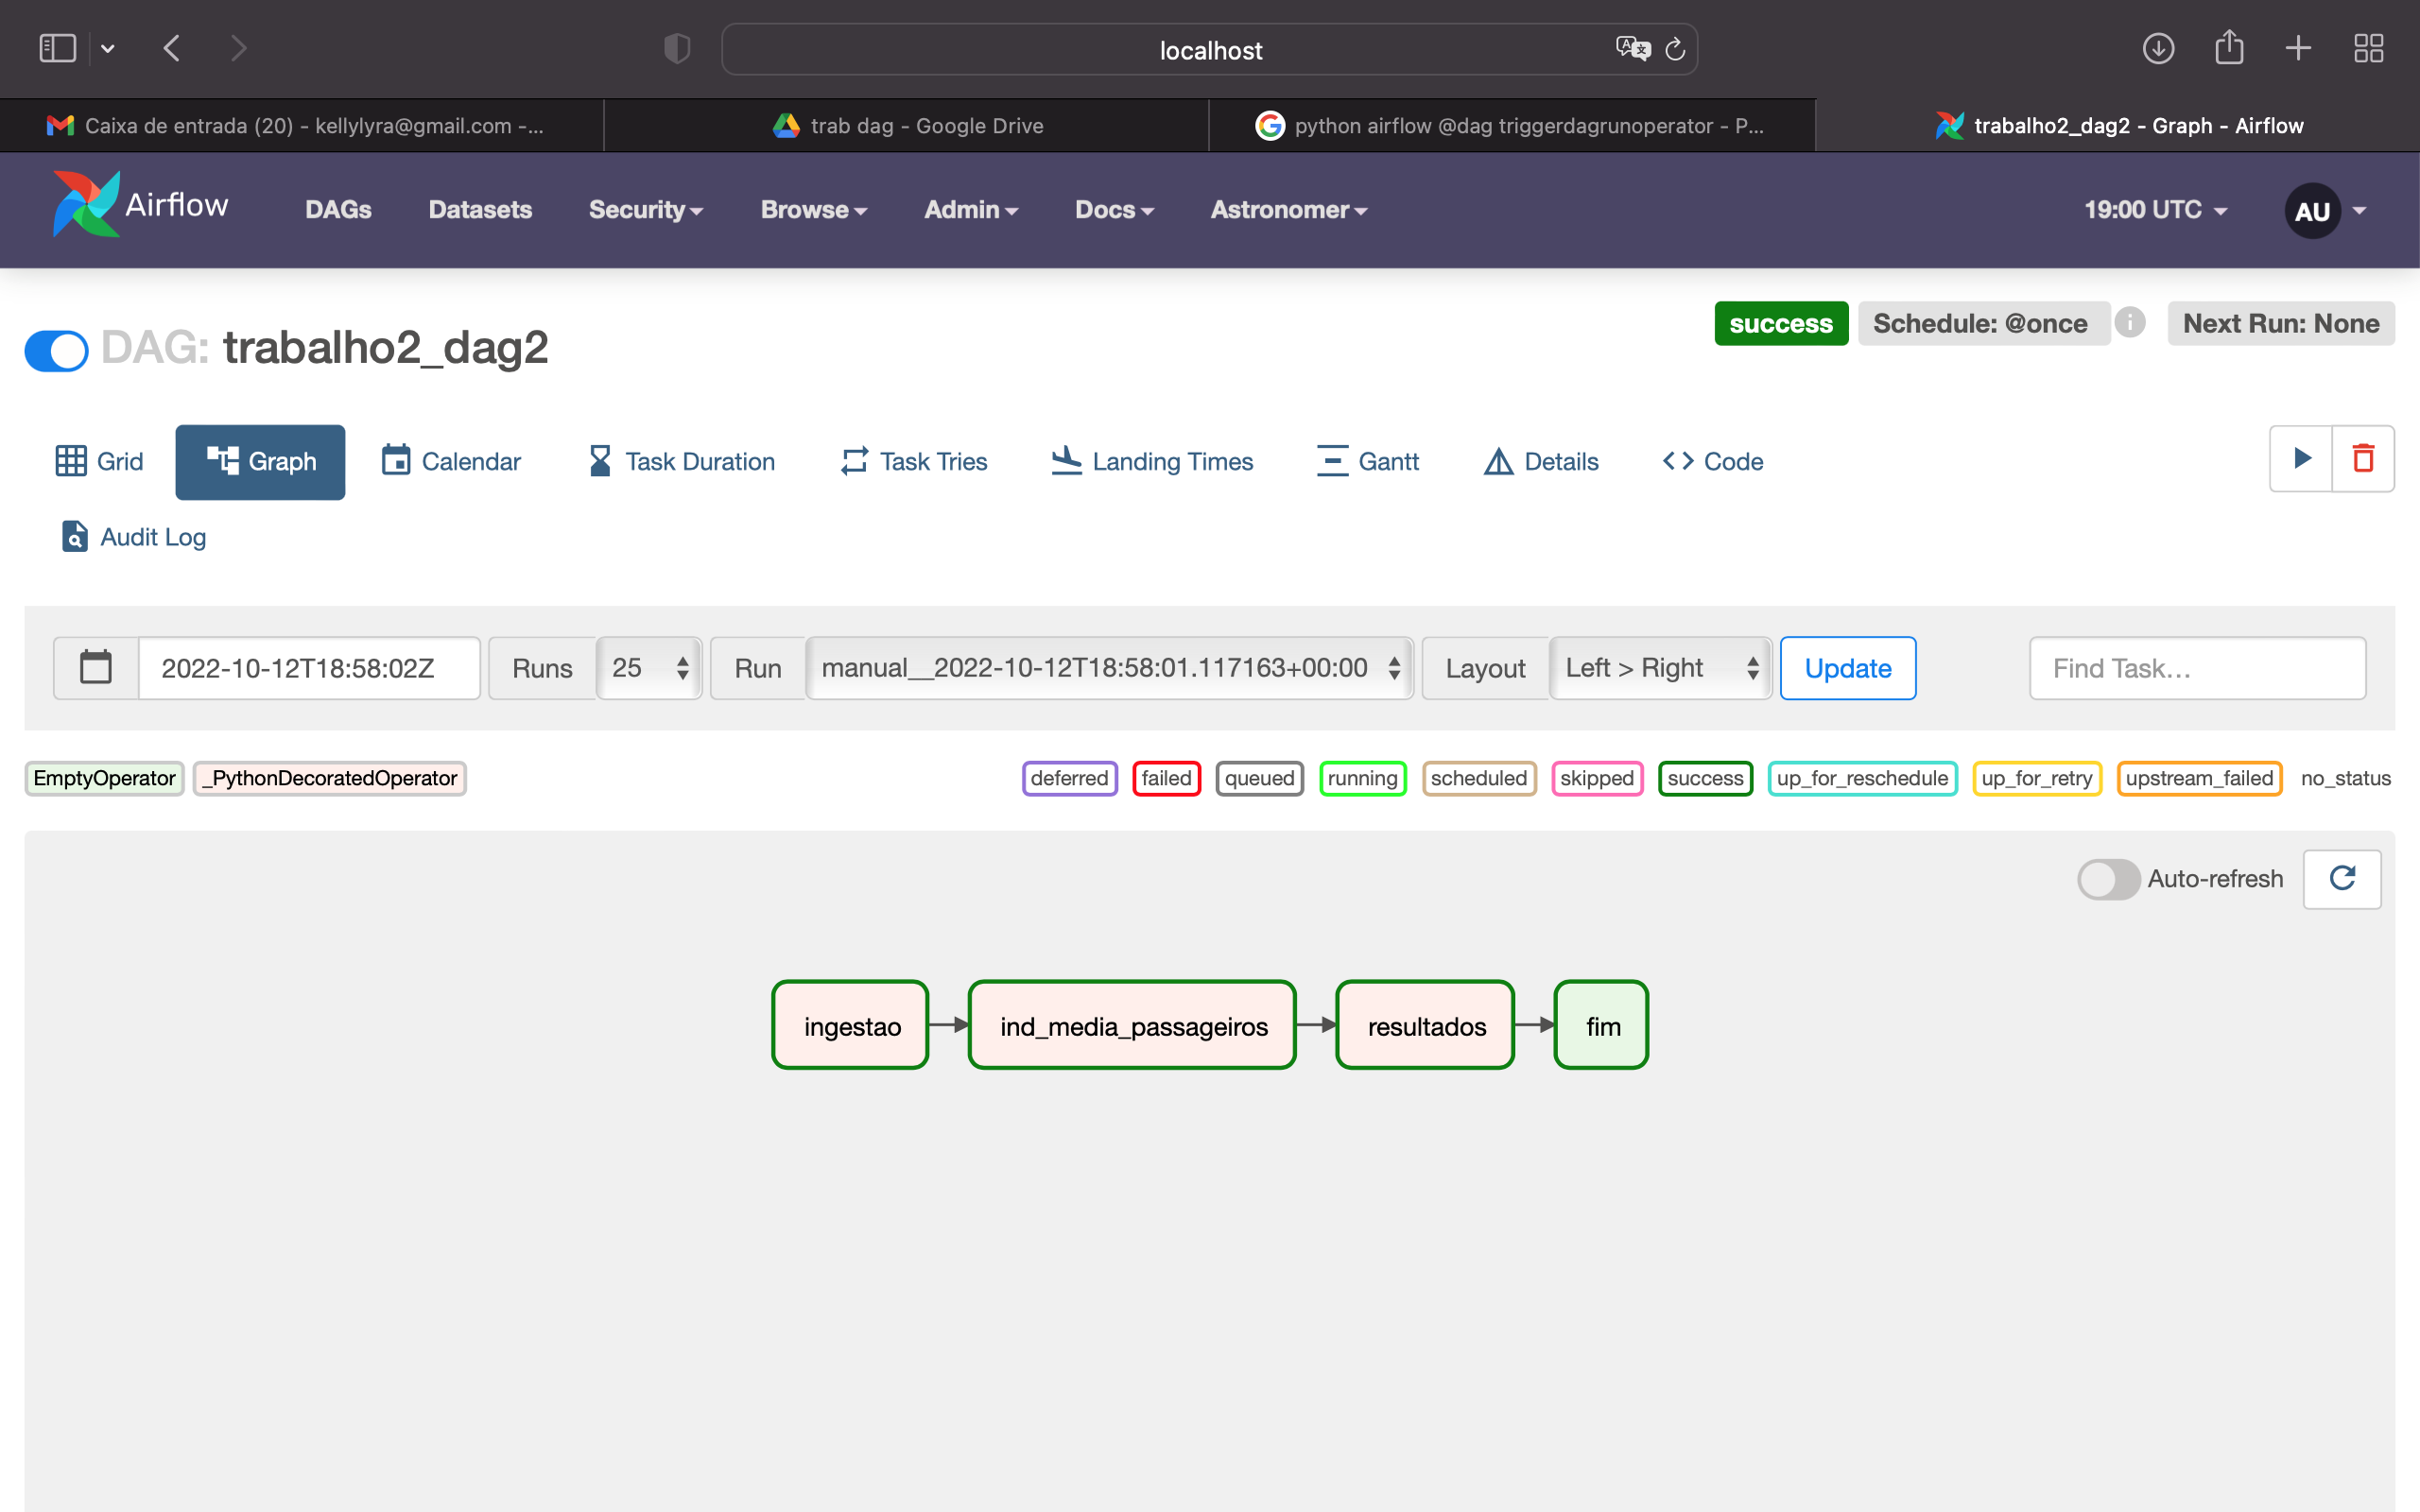 localhost
Caixa de entrada (20) - kellylyra@gmail.com -...
trab dag - Google Drive
python airflow @dag triggerdagrunoperator - P...
trabalho2_dag2 - Graph - Airflow
Airflow
DAGs
Datasets
Security
Browse
Admin
Docs
Astronomer
19:00 UTC
AU
DAG: trabalho2_dag2
success
Schedule: @once
Next Run: None
Grid
Graph
Calendar
Task Duration
Task Tries
Landing Times
Gantt
Details
Code
Audit Log
2022-10-12T18:58:02Z
Runs
25
Run
manual__2022-10-12T18:58:01.117163+00:00
Layout
Left > Right
Update
Find Task...
EmptyOperator
_PythonDecoratedOperator
deferred
failed
queued
running
scheduled
skipped
success
up_for_reschedule
up_for_retry
upstream_failed
no_status
Auto-refresh
ingestao
ind_media_passageiros
resultados
fim